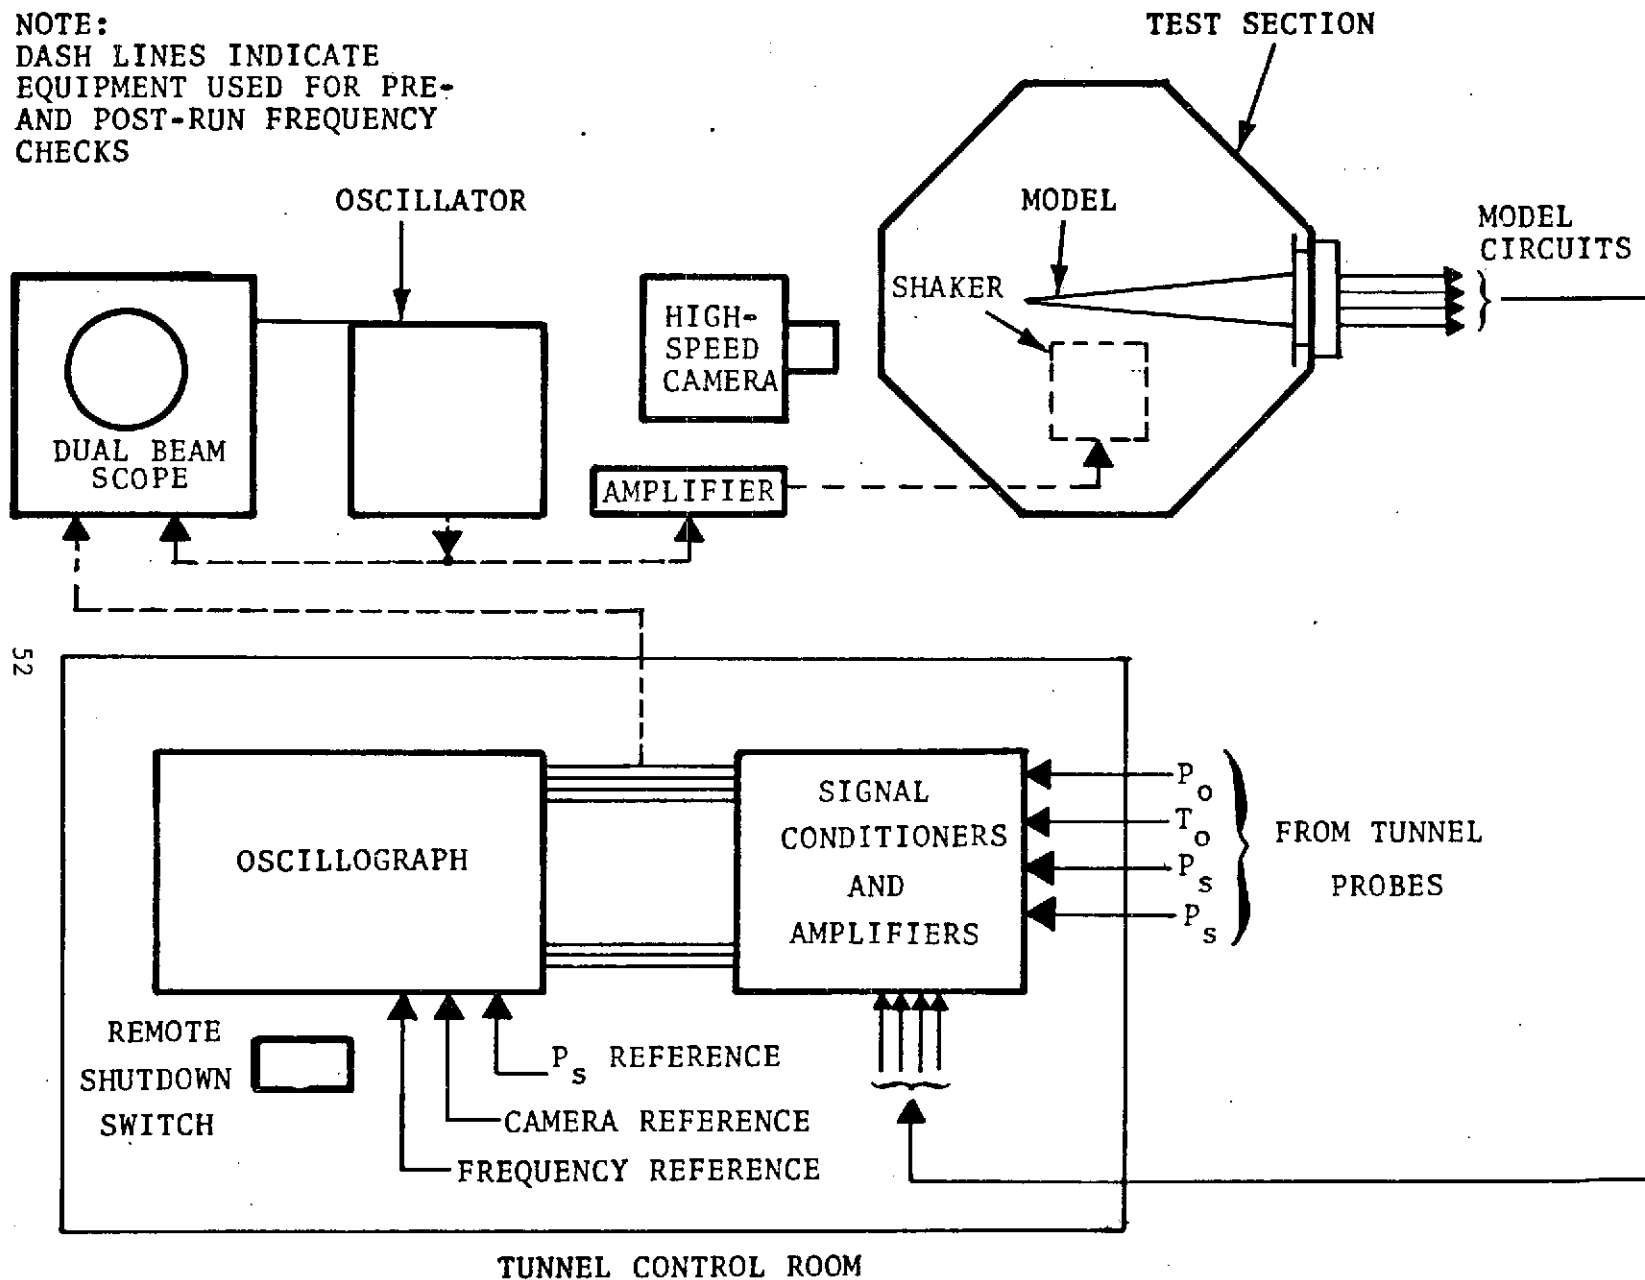 NOTE:
DASH LINES INDICATE
EQUIPMENT USED FOR PRE-
AND POST-RUN FREQUENCY
CHECKS
TEST SECTION
OSCILLATOR
MODEL
MODEL
CIRCUITS
SHAKER
HIGH-
SPEED
CAMERA
DUAL BEAM
SCOPE
AMPLIFIER
52
OSCILLOGRAPH
SIGNAL
CONDITIONERS
AND
AMPLIFIERS
Po
To
Ps
Ps
FROM TUNNEL
PROBES
REMOTE
SHUTDOWN
SWITCH
Ps REFERENCE
CAMERA REFERENCE
FREQUENCY REFERENCE
TUNNEL CONTROL ROOM